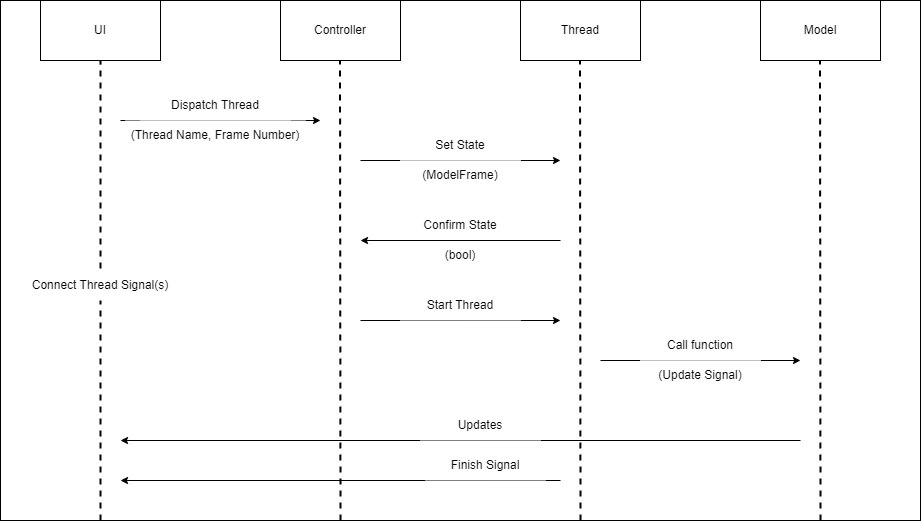 UI
Controller
Thread
Model
Dispatch Thread
(Thread Name, Frame Number)
Set State
(ModelFrame)
Confirm State
(bool)
Connect Thread Signal(s)
Start Thread
Call function
(Update Signal)
Updates
Finish Signal